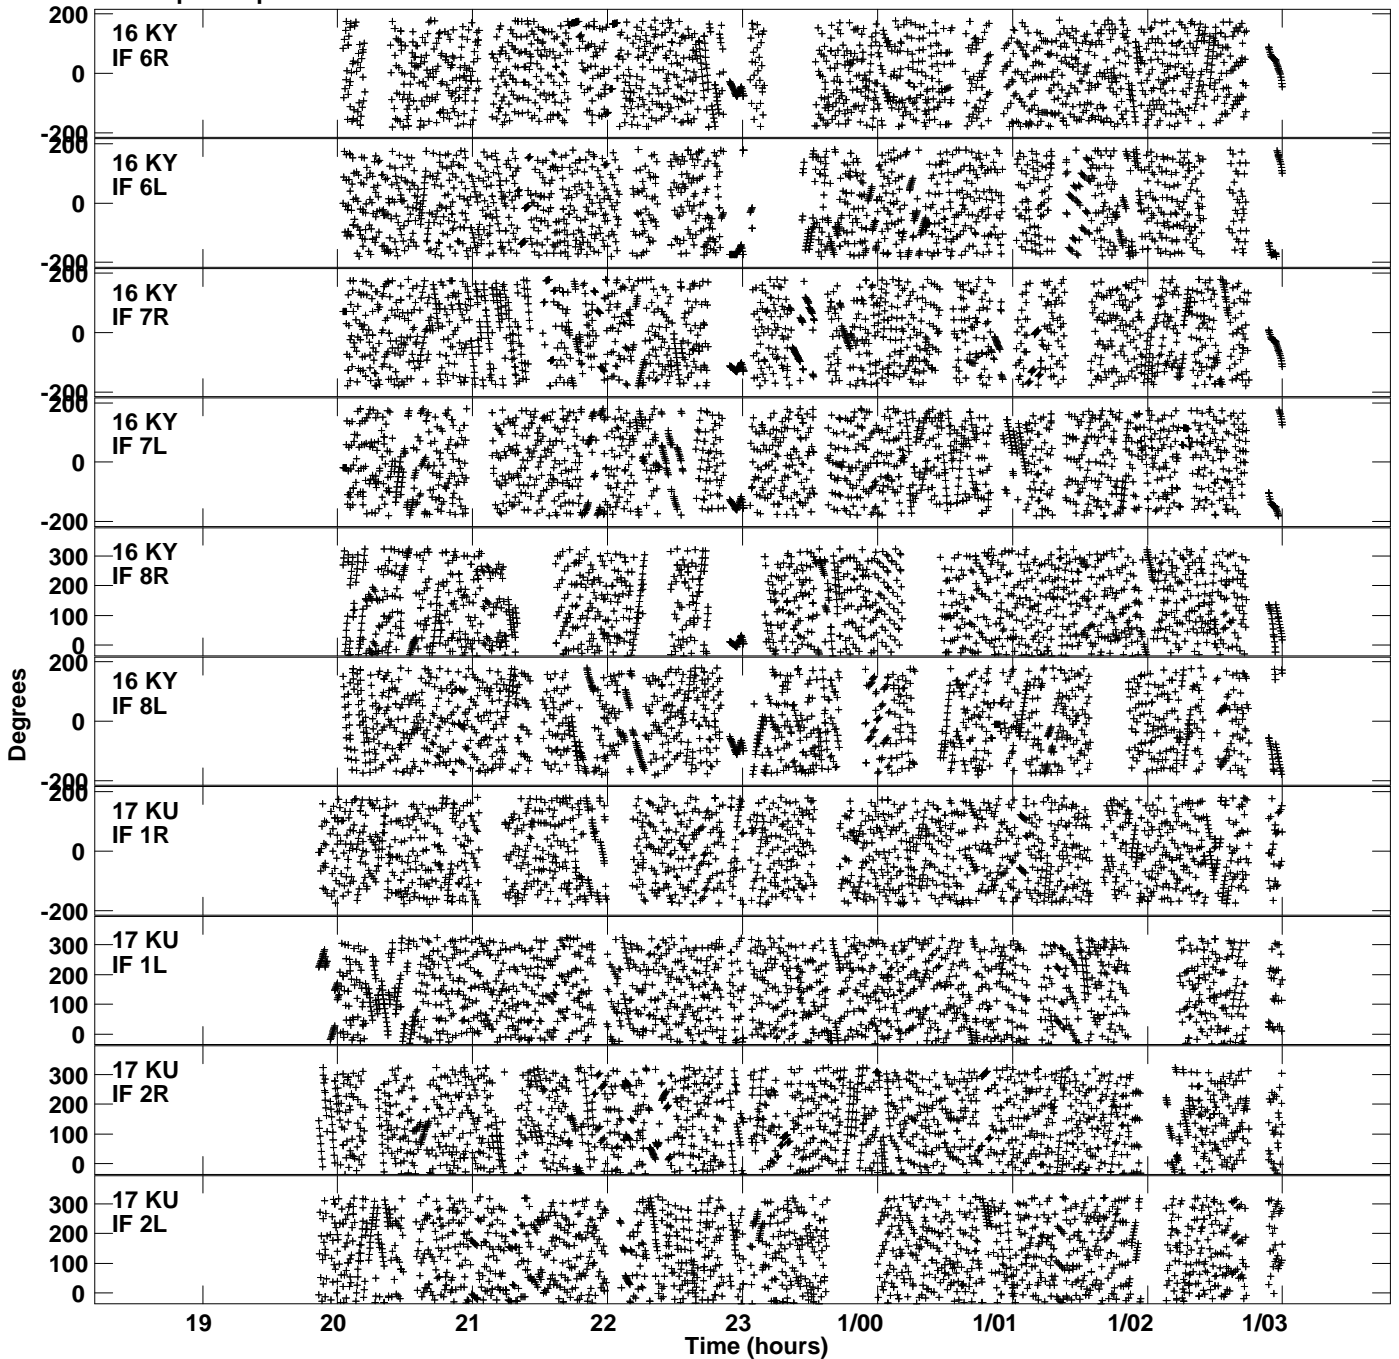 200
16 KY
IF 6R
0
-200
200
16 KY
IF 6L
0
-200
200
16 KY
IF 7R
0
-200
200
16 KY
IF 7L
0
-200
16 KY
IF 8R
300
200
100
0
200
16 KY
IF 8L
0
-200
200
17 KU
IF 1R
0
-200
17 KU
IF 1L
300
200
100
0
17 KU
IF 2R
300
200
100
0
17 KU
IF 2L
300
200
100
0
Degrees
19 20 21 22 23 1/00 1/01 1/02 1/03
Time (hours)